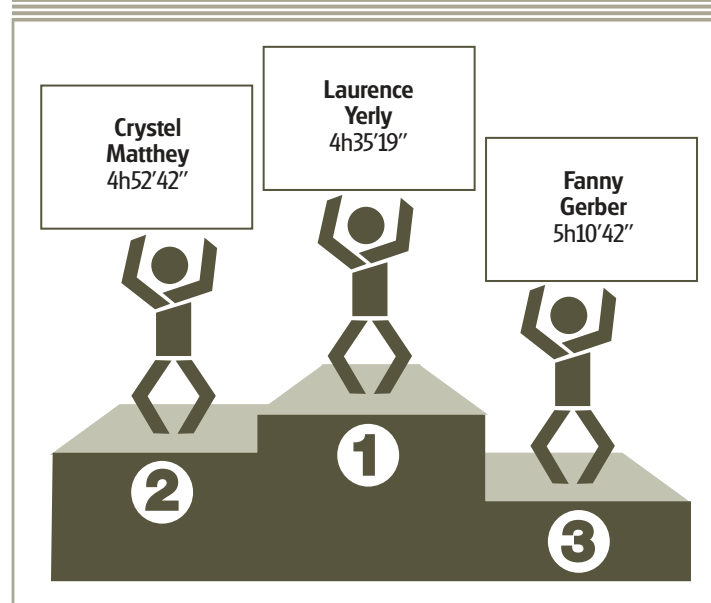 Crystel
Matthey
4h52’42’’
Laurence
Yerly
4h35’19’’
Fanny
Gerber
5h10’42’’
2
1
3